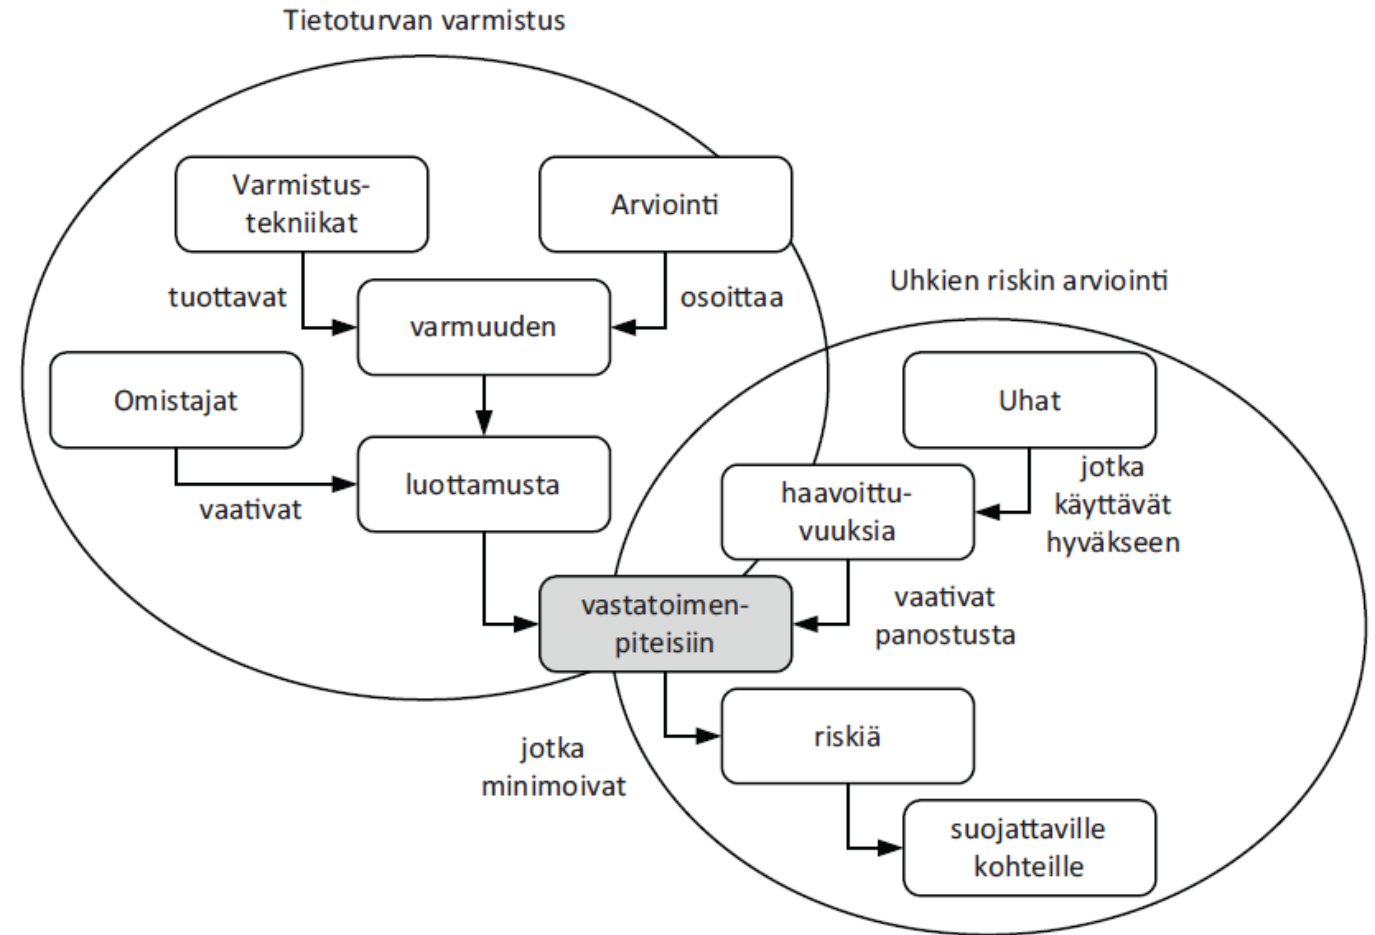 Tietoturvan varmistus
Varmistus-
tekniikat
Arviointi
tuottavat
varmuuden
osoittaa
Omistajat
vaativat
luottamusta
Uhkien riskin arviointi
Uhat
jotka
käyttävät
hyväkseen
haavoittu-
vuuksia
vaativat
panostusta
vastatoimen-
piteisiin
jotka
minimoivat
riskiä
suojattaville
kohteille